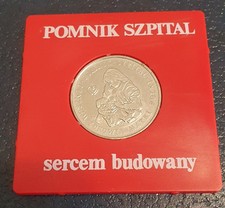 POMNIK SZPITAL
sercem budowany